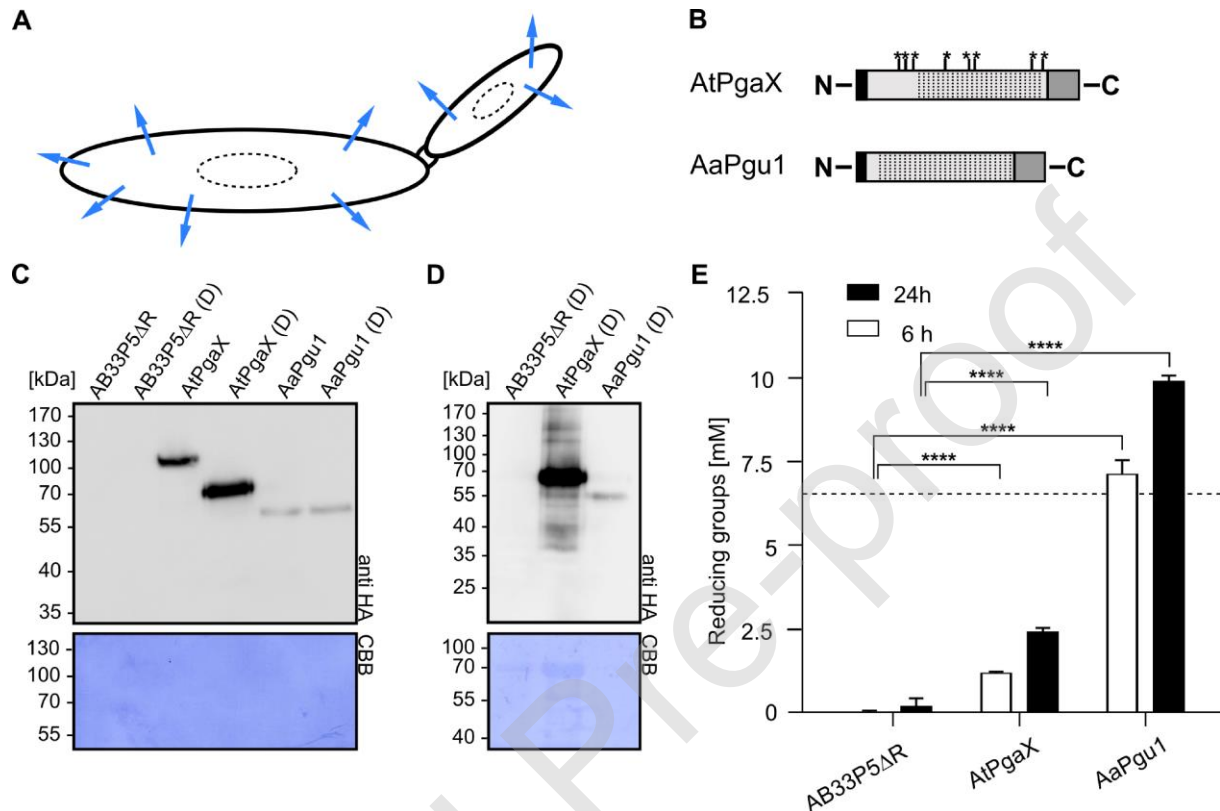 A
B
*** * ** **
AtPgaX N C
AaPgu1 N C
C
AB33P5ΔR
AB33P5ΔR (D)
AtPgaX
AtPgaX (D)
AaPgu1
AaPgu1 (D)
[kDa]
170
130
100
70
55
40
35
anti HA
130
100
70
55
CBB
D
AB33P5ΔR (D)
AtPgaX (D)
AaPgu1 (D)
[kDa]
170
130
100
70
55
40
35
25
anti HA
100
70
55
40
CBB
E
24h
6 h
Reducing groups [mM]
12.5
10
7.5
5
2.5
0
****
****
****
****
AB33P5ΔR
AtPgaX
AaPgu1
Pre-proof